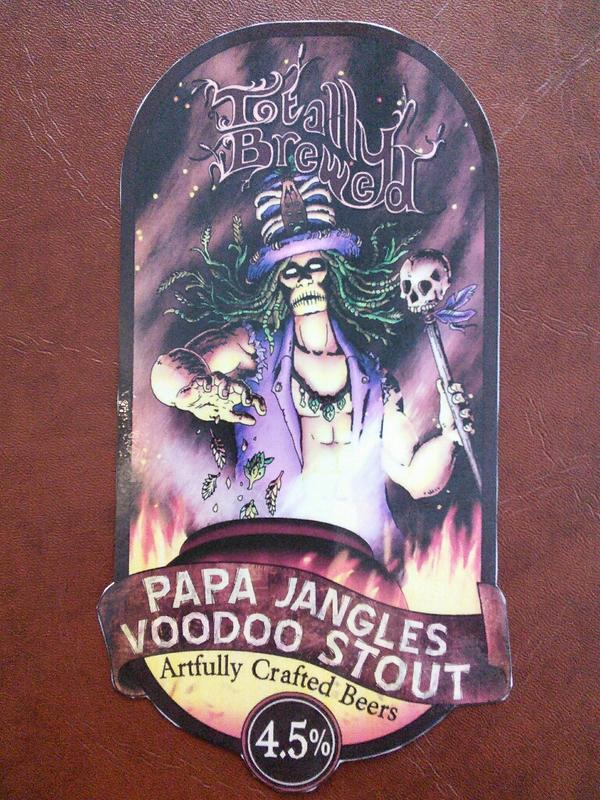 Totally
Brewed
PAPA JANGLES
VOODOO STOUT
Artfully Crafted Beers
4.5%